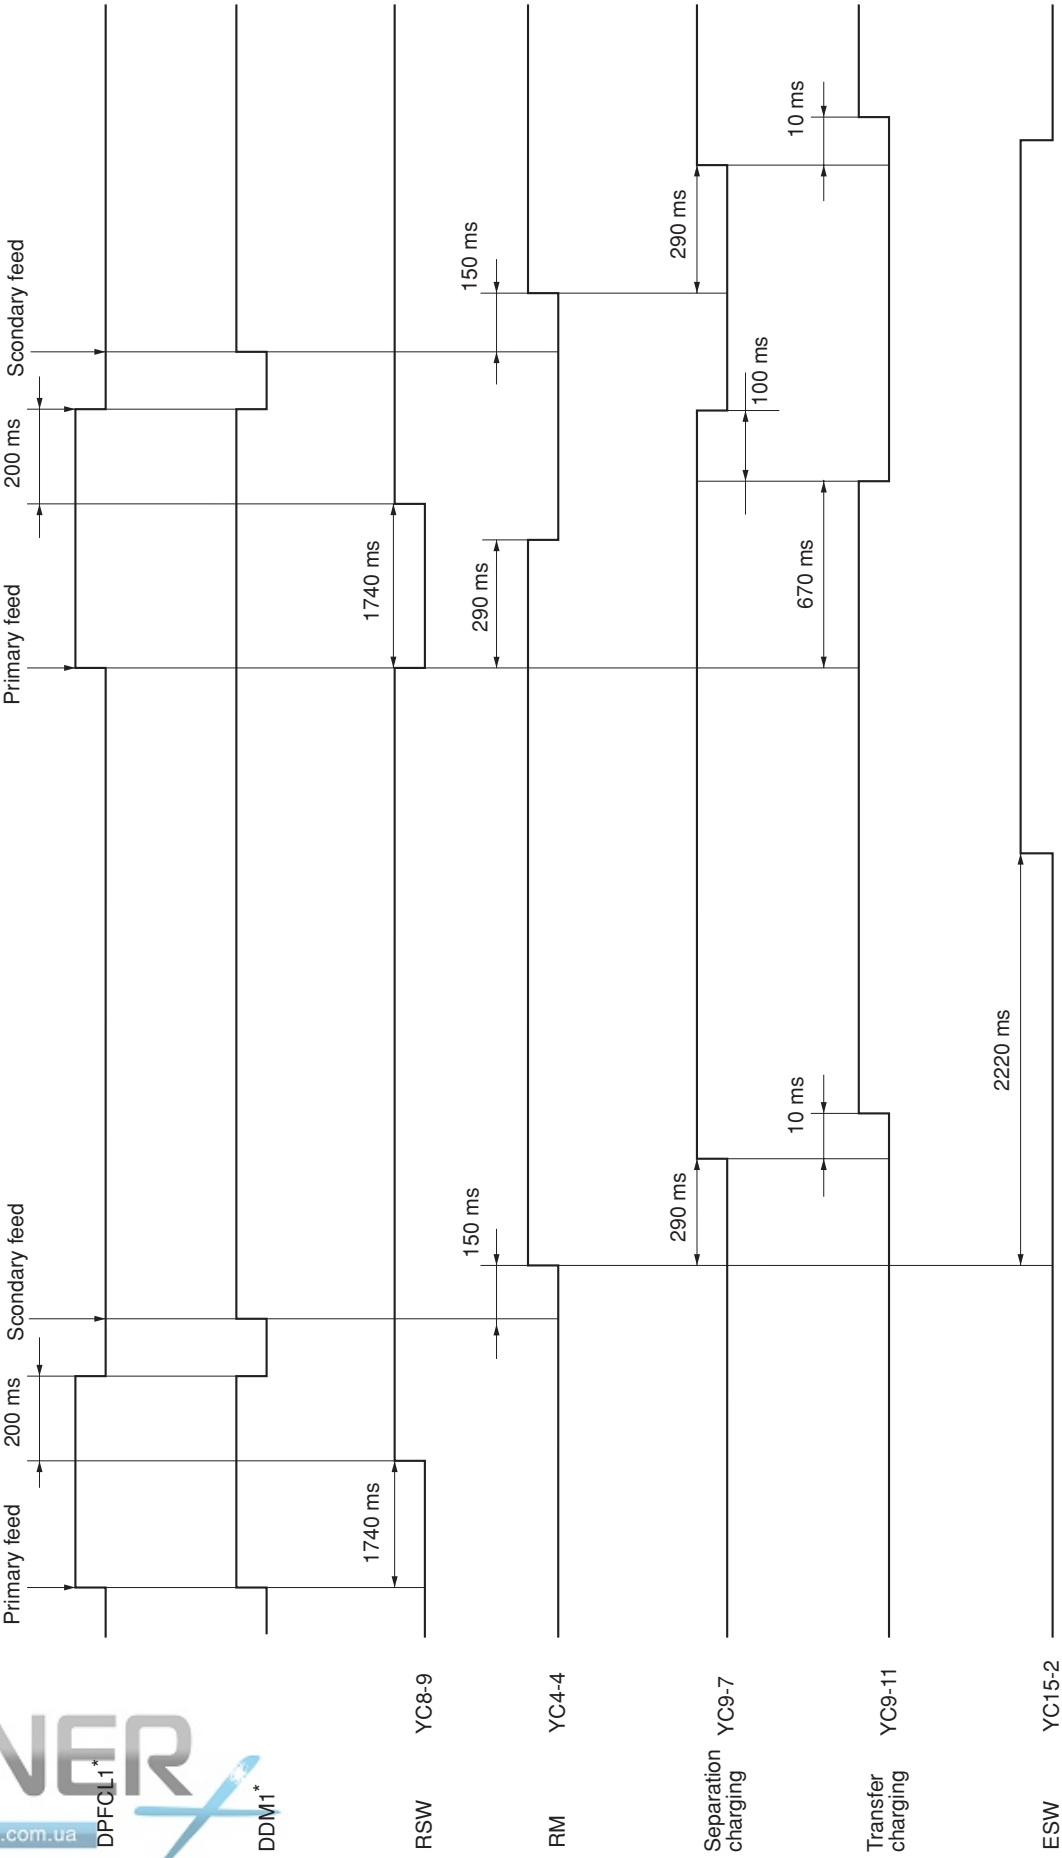 Primary feed
200 ms
Scondary feed
Primary feed
200 ms
Scondary feed
DPFCL1*
DDM1*
RSW
YC8-9
1740 ms
1740 ms
RM
YC4-4
150 ms
290 ms
150 ms
Separation
charging
YC9-7
290 ms
100 ms
290 ms
Transfer
charging
YC9-11
10 ms
670 ms
10 ms
ESW
YC15-2
2220 ms
NER
.com.ua